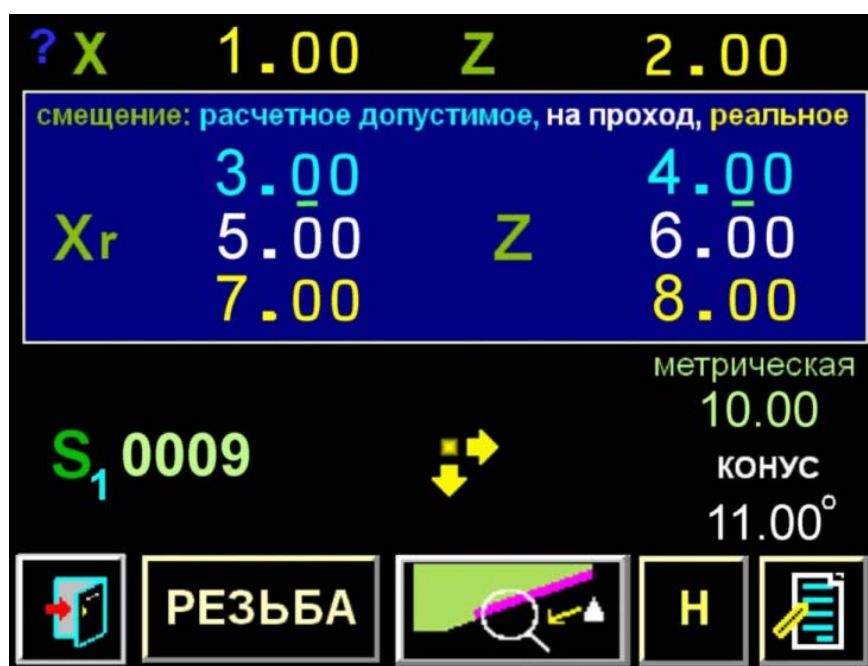 ? X 1.00 Z 2.00
смещение: расчетное допустимое, на проход, реальное
3.00 4.00
Xr 5.00 Z 6.00
7.00 8.00
метрическая
10.00
S1 0009
конус
11.00°
РЕЗЬБА Н